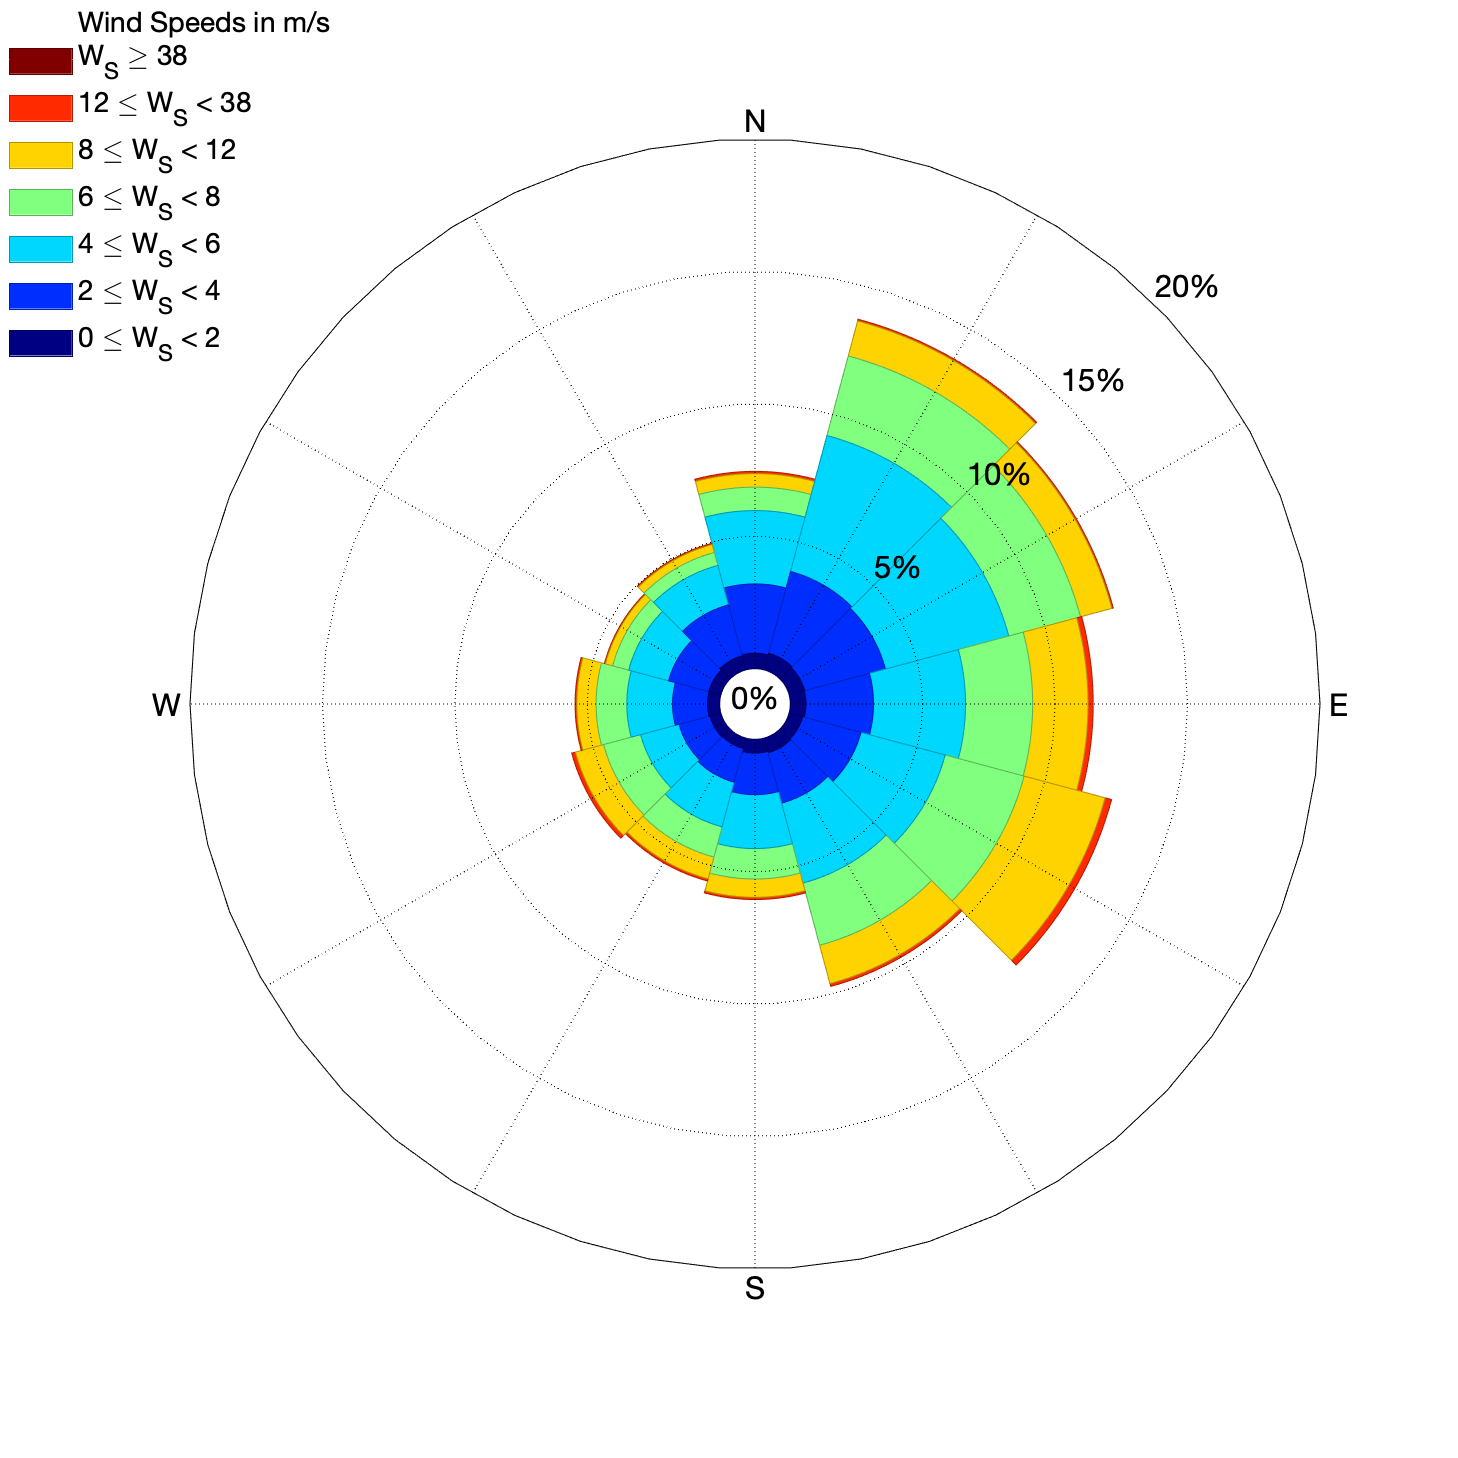 Wind Speeds in m/s
W_S ≥ 38
12 ≤ W_S < 38
8 ≤ W_S < 12
6 ≤ W_S < 8
4 ≤ W_S < 6
2 ≤ W_S < 4
0 ≤ W_S < 2
N
20%
15%
10%
5%
0%
W
E
S